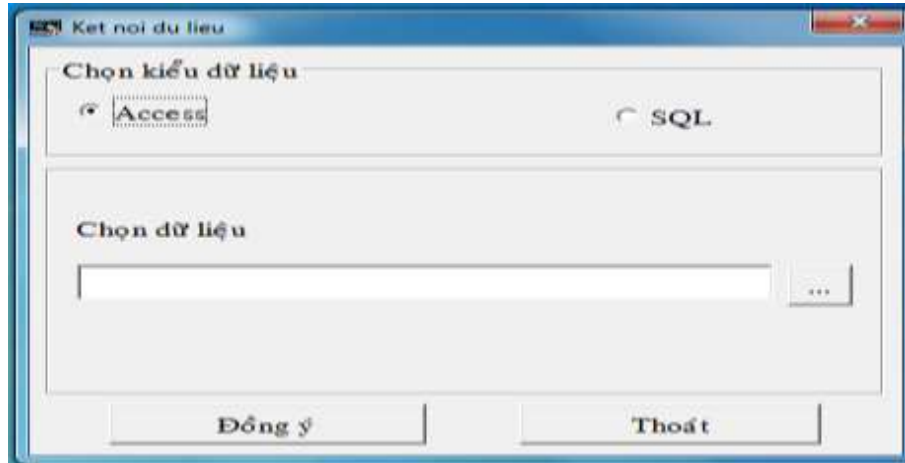 Ket noi du lieu
Chọn kiểu dữ liệu
Access
SQL
Chọn dữ liệu
...
Đồng ý
Thoát